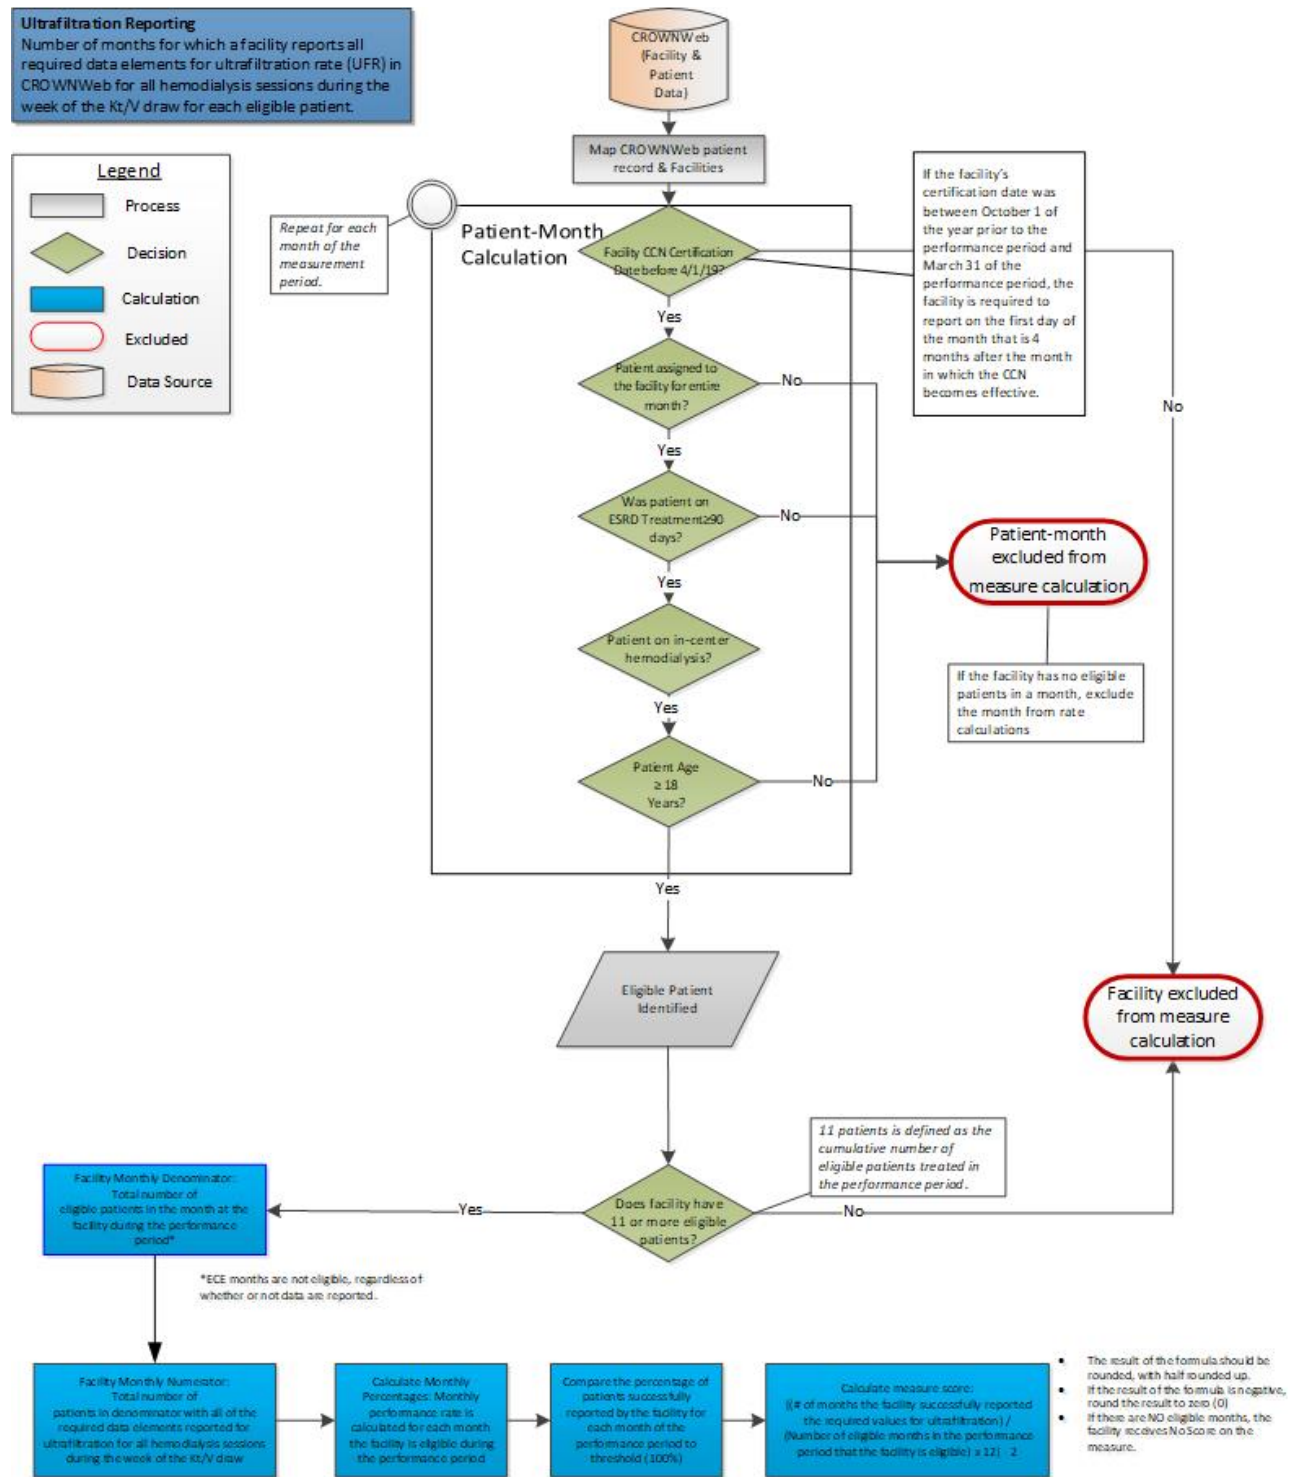 Ultrafiltration Reporting
Number of months for which a facility reports all
required data elements for ultrafiltration rate (UFR) in
CROWNWeb for all hemodialysis sessions during the
week of the Kt/V draw for each eligible patient.
CROWNWeb
(Facility &
Patient
Data)
Map CROWNWeb patient
record & Facilities
Legend
Process
Decision
Calculation
Excluded
Data Source
Repeat for each
month of the
measurement
period.
Patient-Month
Calculation
Facility CCN Certification
Date before 4/1/19?
If the facility's
certification date was
between October 1 of
the year prior to the
performance period and
March 31 of the
performance period, the
facility is required to
report on the first day of
the month that is 4
months after the month
in which the CCN
becomes effective.
Yes
No
Patient assigned to
the facility for entire
month?
No
Yes
Was patient on
ESRD Treatment≥90
days?
No
Yes
Patient-month
excluded from
measure calculation
Patient on in-center
hemodialysis?
If the facility has no eligible
patients in a month, exclude
the month from rate
calculations
Yes
Patient Age
≥ 18
Years?
No
Yes
Eligible Patient
Identified
Facility excluded
from measure
calculation
11 patients is defined as the
cumulative number of
eligible patients treated in
the performance period.
Does facility have
11 or more eligible
patients?
Yes
No
Facility Monthly Denominator:
Total number of
eligible patients in the month at the
facility during the performance
period*
*ECE months are not eligible, regardless of
whether or not data are reported.
Facility Monthly Numerator:
Total number of
patients in denominator with all of the
required data elements reported for
ultrafiltration for all hemodialysis sessions
during the week of the Kt/V draw
Calculate Monthly
Percentages: Monthly
performance rate is
calculated for each month
the facility is eligible during
the performance period
Compare the percentage of
patients successfully
reported by the facility for
each month of the
performance period to
threshold (100%)
Calculate measure score:
((# of months the facility successfully reported
the required values for ultrafiltration) /
(Number of eligible months in the performance
period that the facility is eligible) x 12) 2
• The result of the formula should be
rounded, with half rounded up.
• If the result of the formula is negative,
round the result to zero (0)
• If there are NO eligible months, the
facility receives No Score on the
measure.